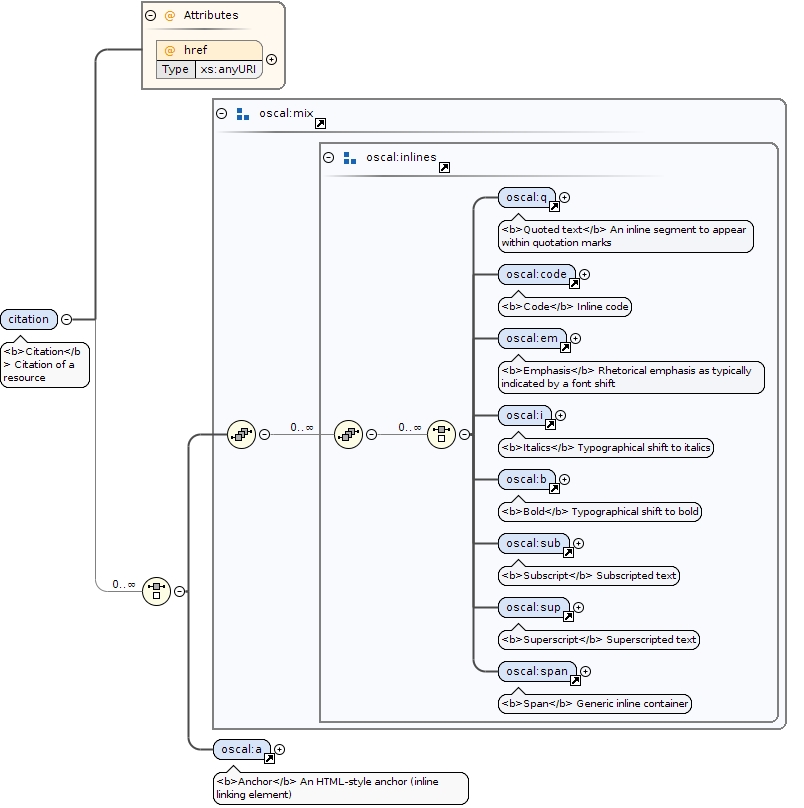 @ Attributes
@ href
Type xs:anyURI
oscal:mix
oscal:inlines
oscal:q
<b>Quoted text</b> An inline segment to appear
within quotation marks
oscal:code
<b>Code</b> Inline code
citation
<b>Citation</b
> Citation of a
resource
oscal:em
<b>Emphasis</b> Rhetorical emphasis as typically
indicated by a font shift
0..∞
0..∞
oscal:i
<b>Italics</b> Typographical shift to italics
oscal:b
<b>Bold</b> Typographical shift to bold
oscal:sub
<b>Subscript</b> Subscripted text
0..∞
oscal:sup
<b>Superscript</b> Superscripted text
oscal:span
<b>Span</b> Generic inline container
oscal:a
<b>Anchor</b> An HTML-style anchor (inline
linking element)